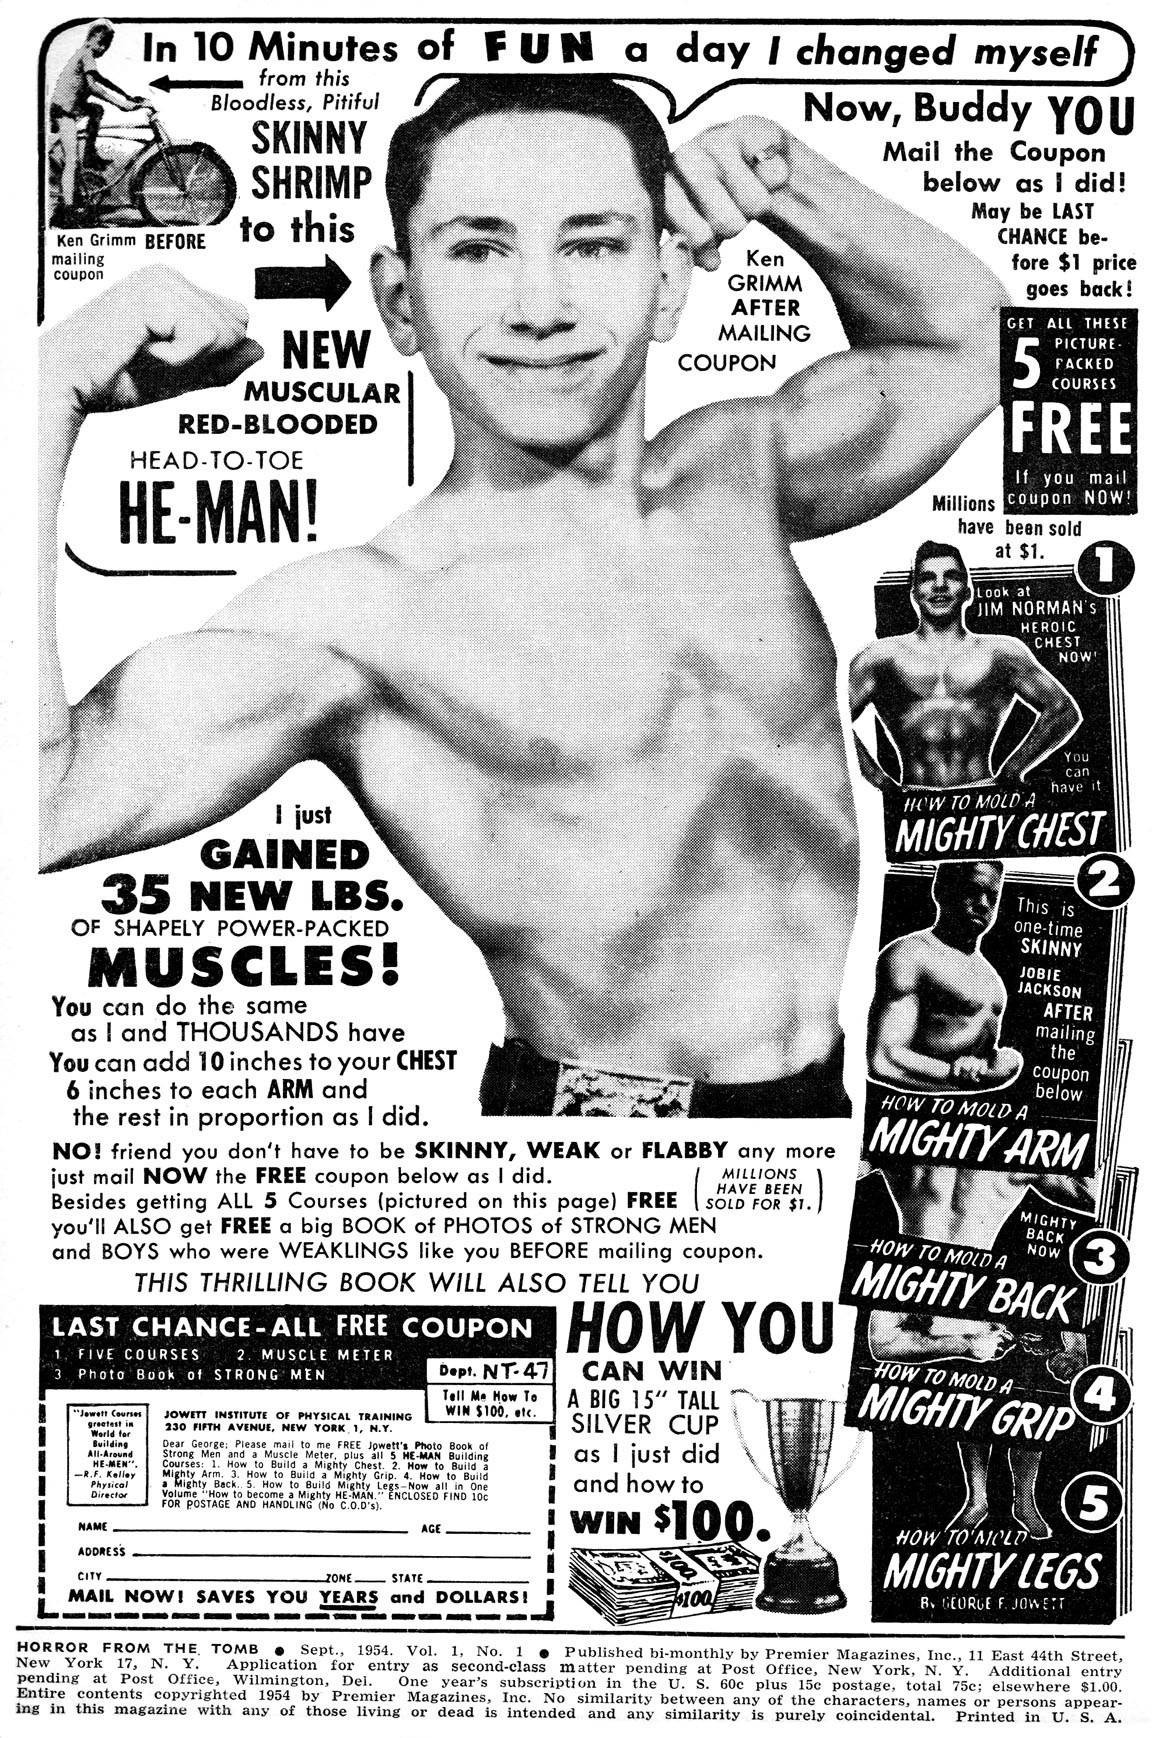 In 10 Minutes of FUN a day I changed myself
from this
Bloodless, Pitiful
SKINNY
SHRIMP
to this
Ken Grimm BEFORE
mailing
coupon
NEW
MUSCULAR
RED-BLOODED
HEAD-TO-TOE
HE-MAN!
Now, Buddy YOU
Mail the Coupon
below as I did!
May be LAST
CHANCE be-
fore $1 price
goes back!
Ken
GRIMM
AFTER
MAILING
COUPON
GET ALL THESE
5 PICTURE-
PACKED
COURSES
FREE
If you mail
coupon NOW!
Millions
have been sold
at $1.
1
Look at
JIM NORMAN'S
HEROIC
CHEST
NOW!
You
can
have it
HOW TO MOLD A
MIGHTY CHEST
2
This is
one-time
SKINNY
JOBIE
JACKSON
AFTER
mailing
the
coupon
below
HOW TO MOLD A
MIGHTY ARM
MIGHTY
BACK
NOW
3
HOW TO MOLD A
MIGHTY BACK
4
HOW TO MOLD A
MIGHTY GRIP
5
HOW TO MOLD
MIGHTY LEGS
By GEORGE F. JOWETT
I just
GAINED
35 NEW LBS.
OF SHAPELY POWER-PACKED
MUSCLES!
You can do the same
as I and THOUSANDS have
You can add 10 inches to your CHEST
6 inches to each ARM and
the rest in proportion as I did.
NO! friend you don't have to be SKINNY, WEAK or FLABBY any more
just mail NOW the FREE coupon below as I did.
Besides getting ALL 5 Courses (pictured on this page) FREE
(MILLIONS
HAVE BEEN
SOLD FOR $1.)
you'll ALSO get FREE a big BOOK of PHOTOS of STRONG MEN
and BOYS who were WEAKLINGS like you BEFORE mailing coupon.
THIS THRILLING BOOK WILL ALSO TELL YOU
HOW YOU
CAN WIN
A BIG 15" TALL
SILVER CUP
as I just did
and how to
WIN $100.
$100
$100
LAST CHANCE-ALL FREE COUPON
1. FIVE COURSES 2. MUSCLE METER
3 Photo Book of STRONG MEN
Dept. NT-47
Tell Me How To
WIN $100, etc.
"Jowett Courses
greatest in
World for
Building
All-Around
HE-MEN".
—R.F. Kelley
Physical
Director
JOWETT INSTITUTE OF PHYSICAL TRAINING
230 FIFTH AVENUE, NEW YORK 1, N.Y.
Dear George; Please mail to me FREE Jowett's Photo Book of
Strong Men and a Muscle Meter, plus all 5 HE-MAN Building
Courses: 1. How to Build a Mighty Chest. 2. How to Build a
Mighty Arm. 3. How to Build a Mighty Grip. 4. How to Build
a Mighty Back. 5. How to Build Mighty Legs—Now all in One
Volume "How to become a Mighty HE-MAN." ENCLOSED FIND 10c
FOR POSTAGE AND HANDLING (No C.O.D's).
NAME AGE
ADDRESS
CITY ZONE STATE
MAIL NOW! SAVES YOU YEARS and DOLLARS!
HORROR FROM THE TOMB ● Sept., 1954. Vol. 1, No. 1 ● Published bi-monthly by Premier Magazines, Inc., 11 East 44th Street,
New York 17, N. Y. Application for entry as second-class matter pending at Post Office, New York, N. Y. Additional entry
pending at Post Office, Wilmington, Del. One year's subscription in the U. S. 60c plus 15c postage, total 75c; elsewhere $1.00.
Entire contents copyrighted 1954 by Premier Magazines, Inc. No similarity between any of the characters, names or persons appear-
ing in this magazine with any of those living or dead is intended and any similarity is purely coincidental. Printed in U. S. A.